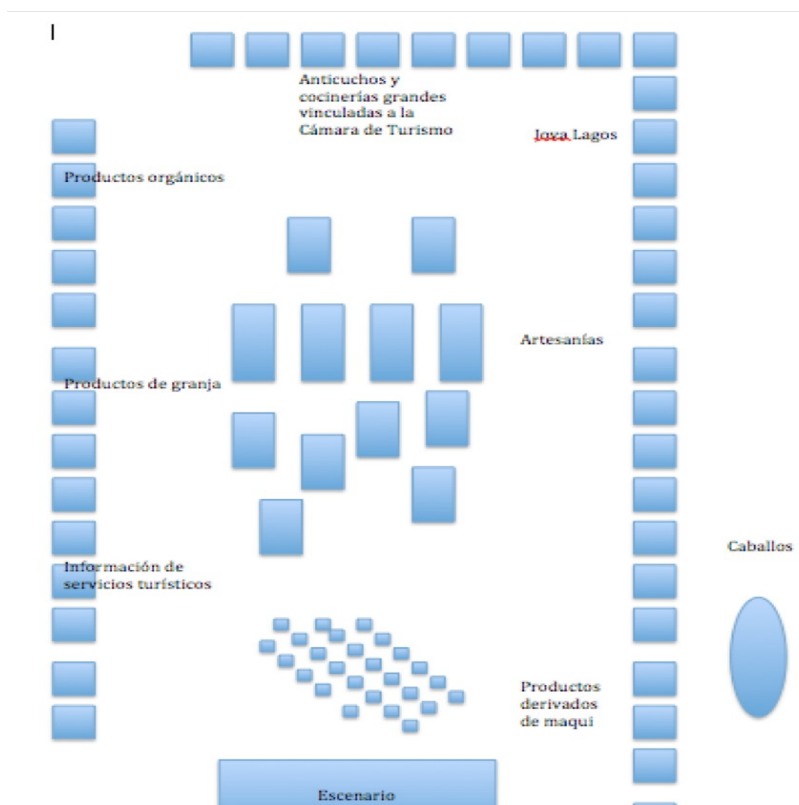 Anticuchos y
cocinerías grandes
vinculadas a la
Cámara de Turismo
Jova Lagos
Productos orgánicos
Artesanías
Productos de granja
Caballos
Información de
servicios turísticos
Productos
derivados
de maqui
Escenario